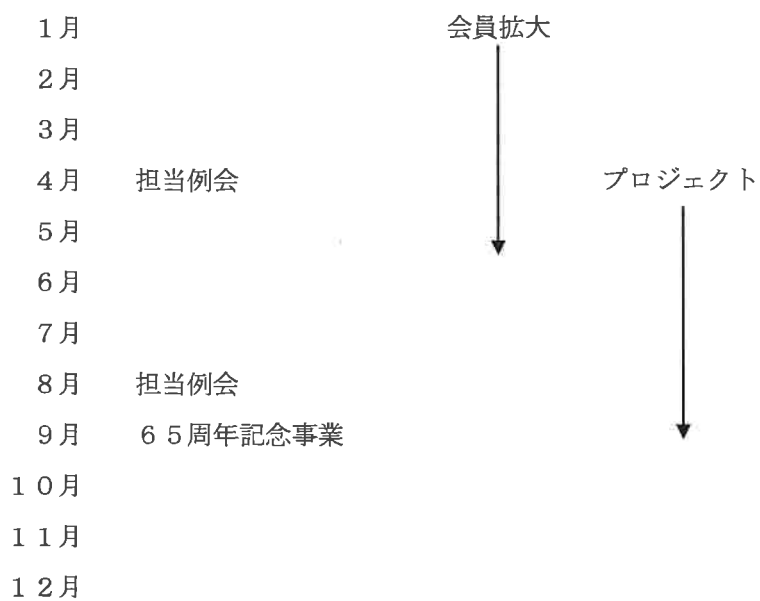 １月 会員拡大
２月
３月
４月 担当例会 プロジェクト
５月
６月
７月
８月 担当例会
９月 ６５周年記念事業
１０月
１１月
１２月